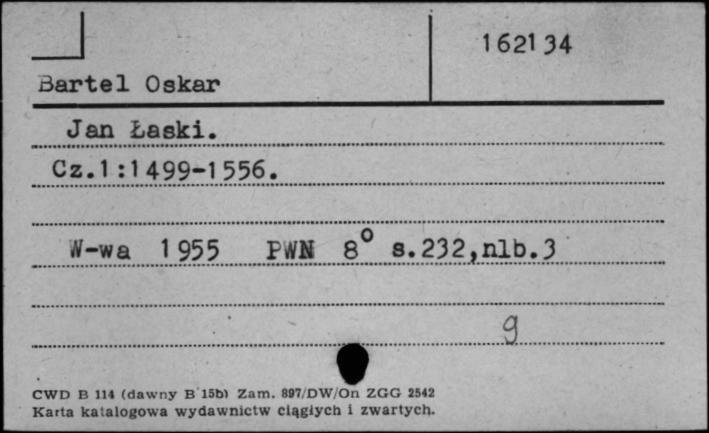 162134
Bartel Oskar
Jan Łaski.
Cz.1:1499-1556.
W-wa 1955 PWN 8° s.232,nlb.3
g
CWD B 114 (dawny B 15b) Zam. 897/DW/On ZGG 2542
Karta katalogowa wydawnictw ciągłych i zwartych.